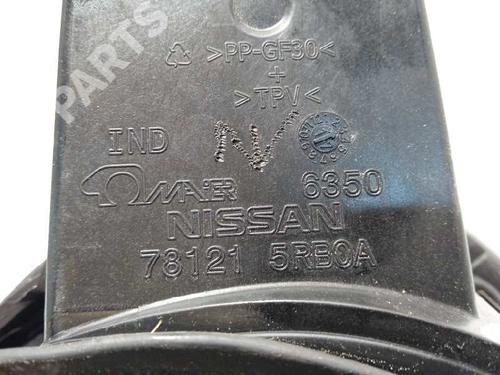 PARTS
>PP-GF30<
+
>TPV<
IND
MAIER 6350
NISSAN
78121 5RB0A